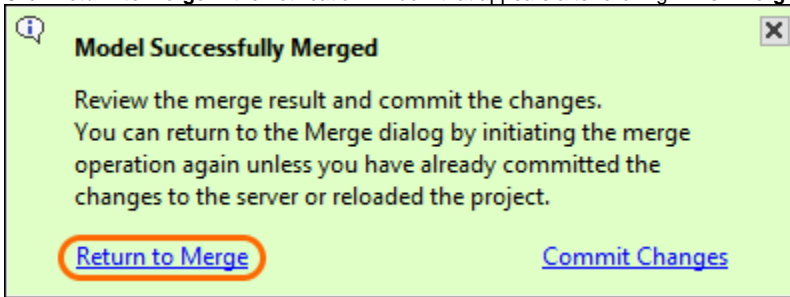 Model Successfully Merged
Review the merge result and commit the changes.
You can return to the Merge dialog by initiating the merge
operation again unless you have already committed the
changes to the server or reloaded the project.
Return to Merge
Commit Changes